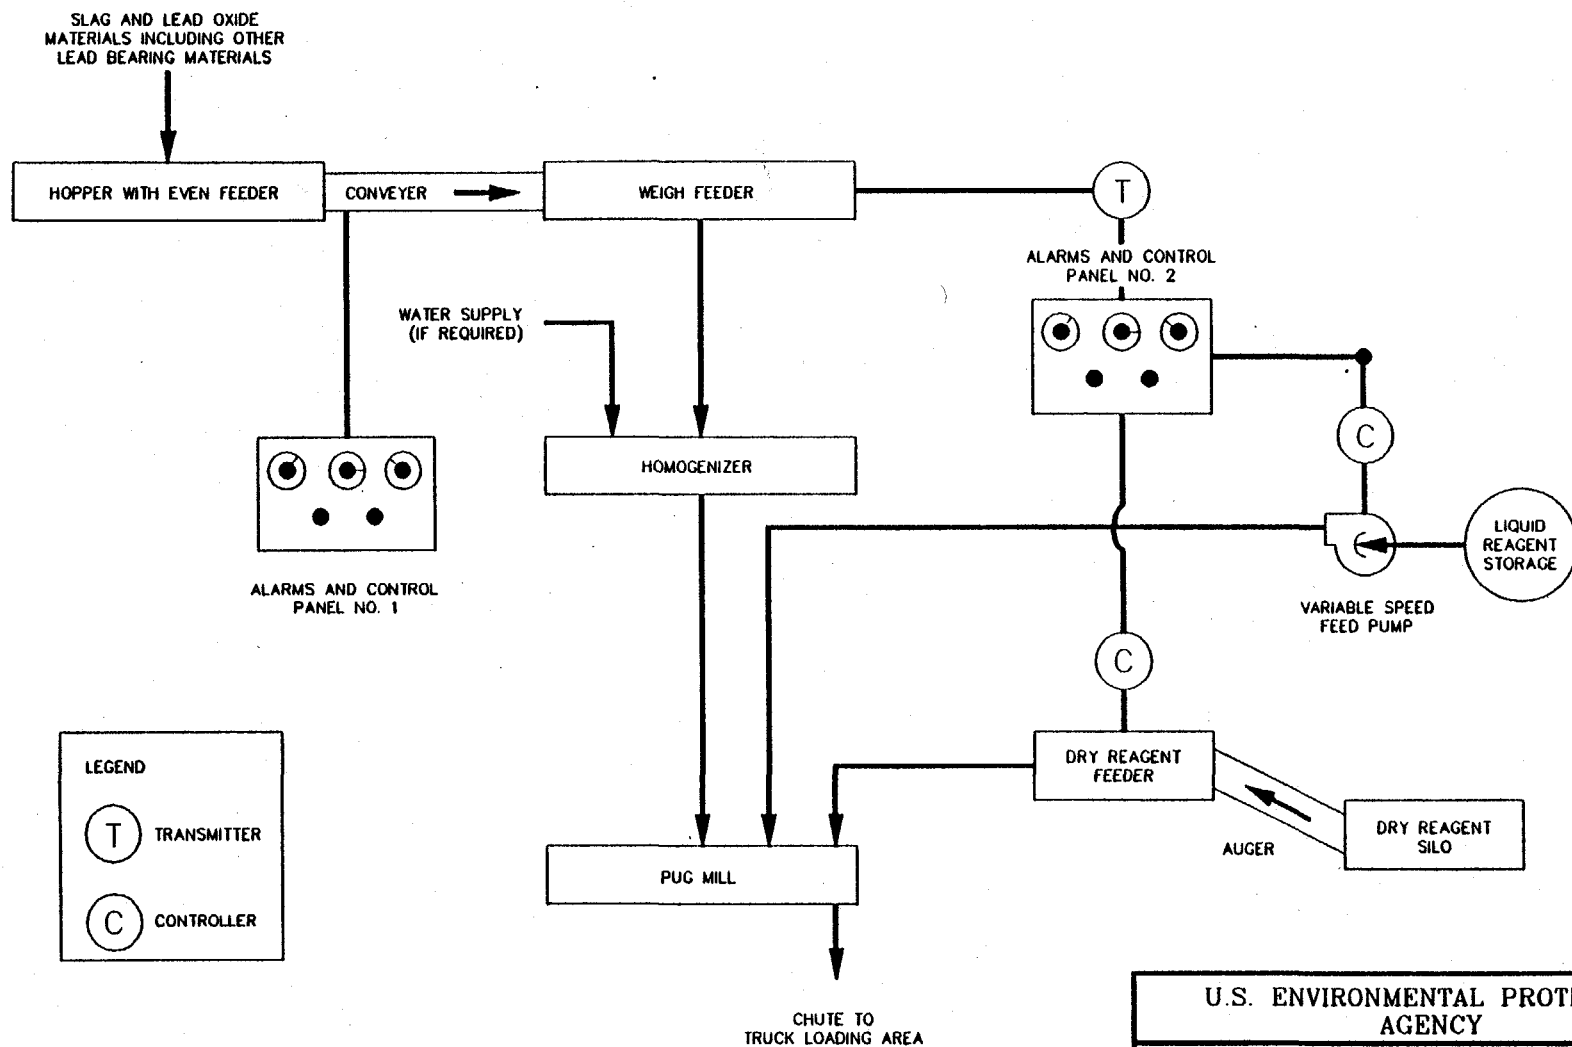 SLAG AND LEAD OXIDE
MATERIALS INCLUDING OTHER
LEAD BEARING MATERIALS
HOPPER WITH EVEN FEEDER
CONVEYER
WEIGH FEEDER
T
ALARMS AND CONTROL
PANEL NO. 2
WATER SUPPLY
(IF REQUIRED)
C
HOMOGENIZER
LIQUID
REAGENT
STORAGE
ALARMS AND CONTROL
PANEL NO. 1
VARIABLE SPEED
FEED PUMP
C
LEGEND
T TRANSMITTER
C CONTROLLER
DRY REAGENT
FEEDER
AUGER
DRY REAGENT
SILO
PUG MILL
CHUTE TO
TRUCK LOADING AREA
U.S. ENVIRONMENTAL
AGENCY